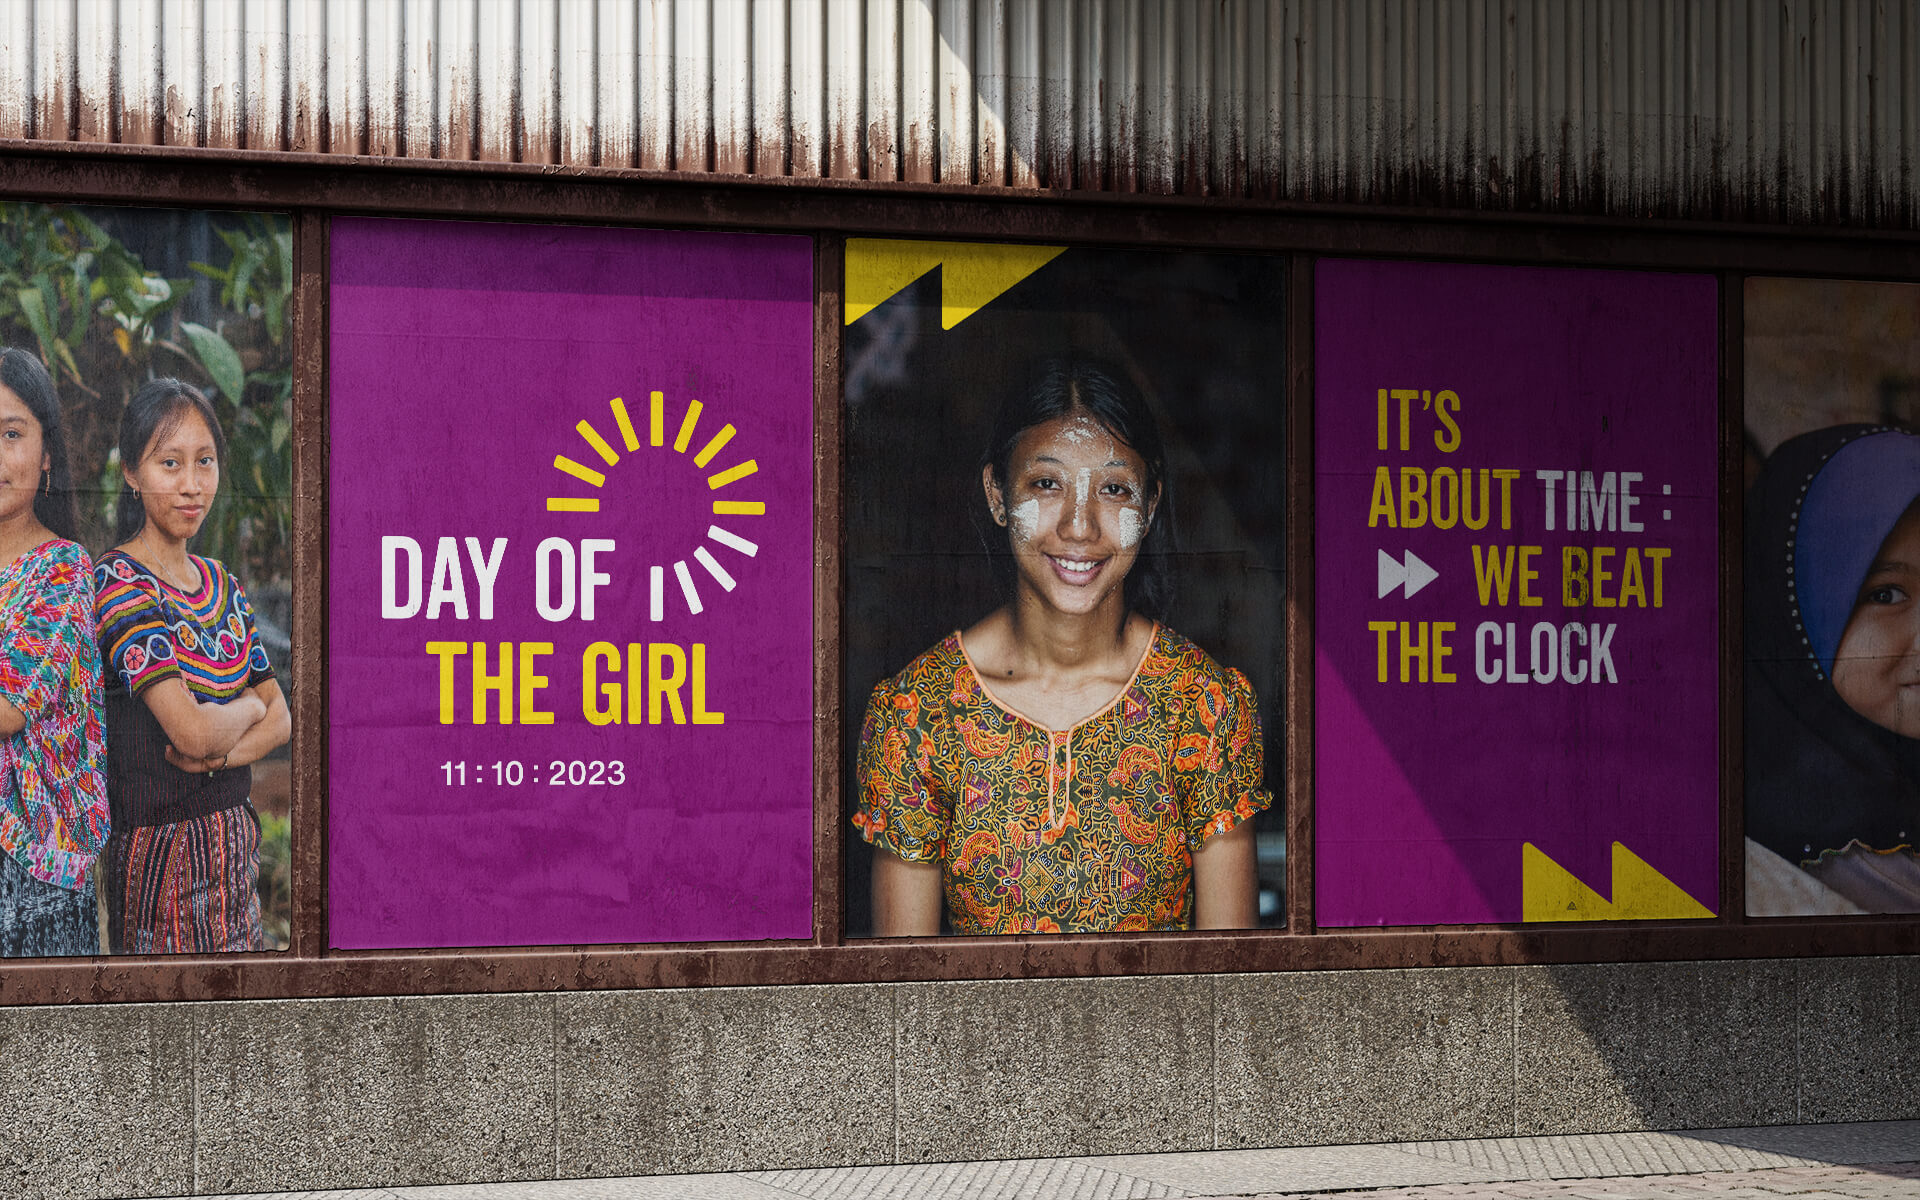 DAY OF
THE GIRL
11:10:2023
IT'S
ABOUT TIME :
WE BEAT
THE CLOCK